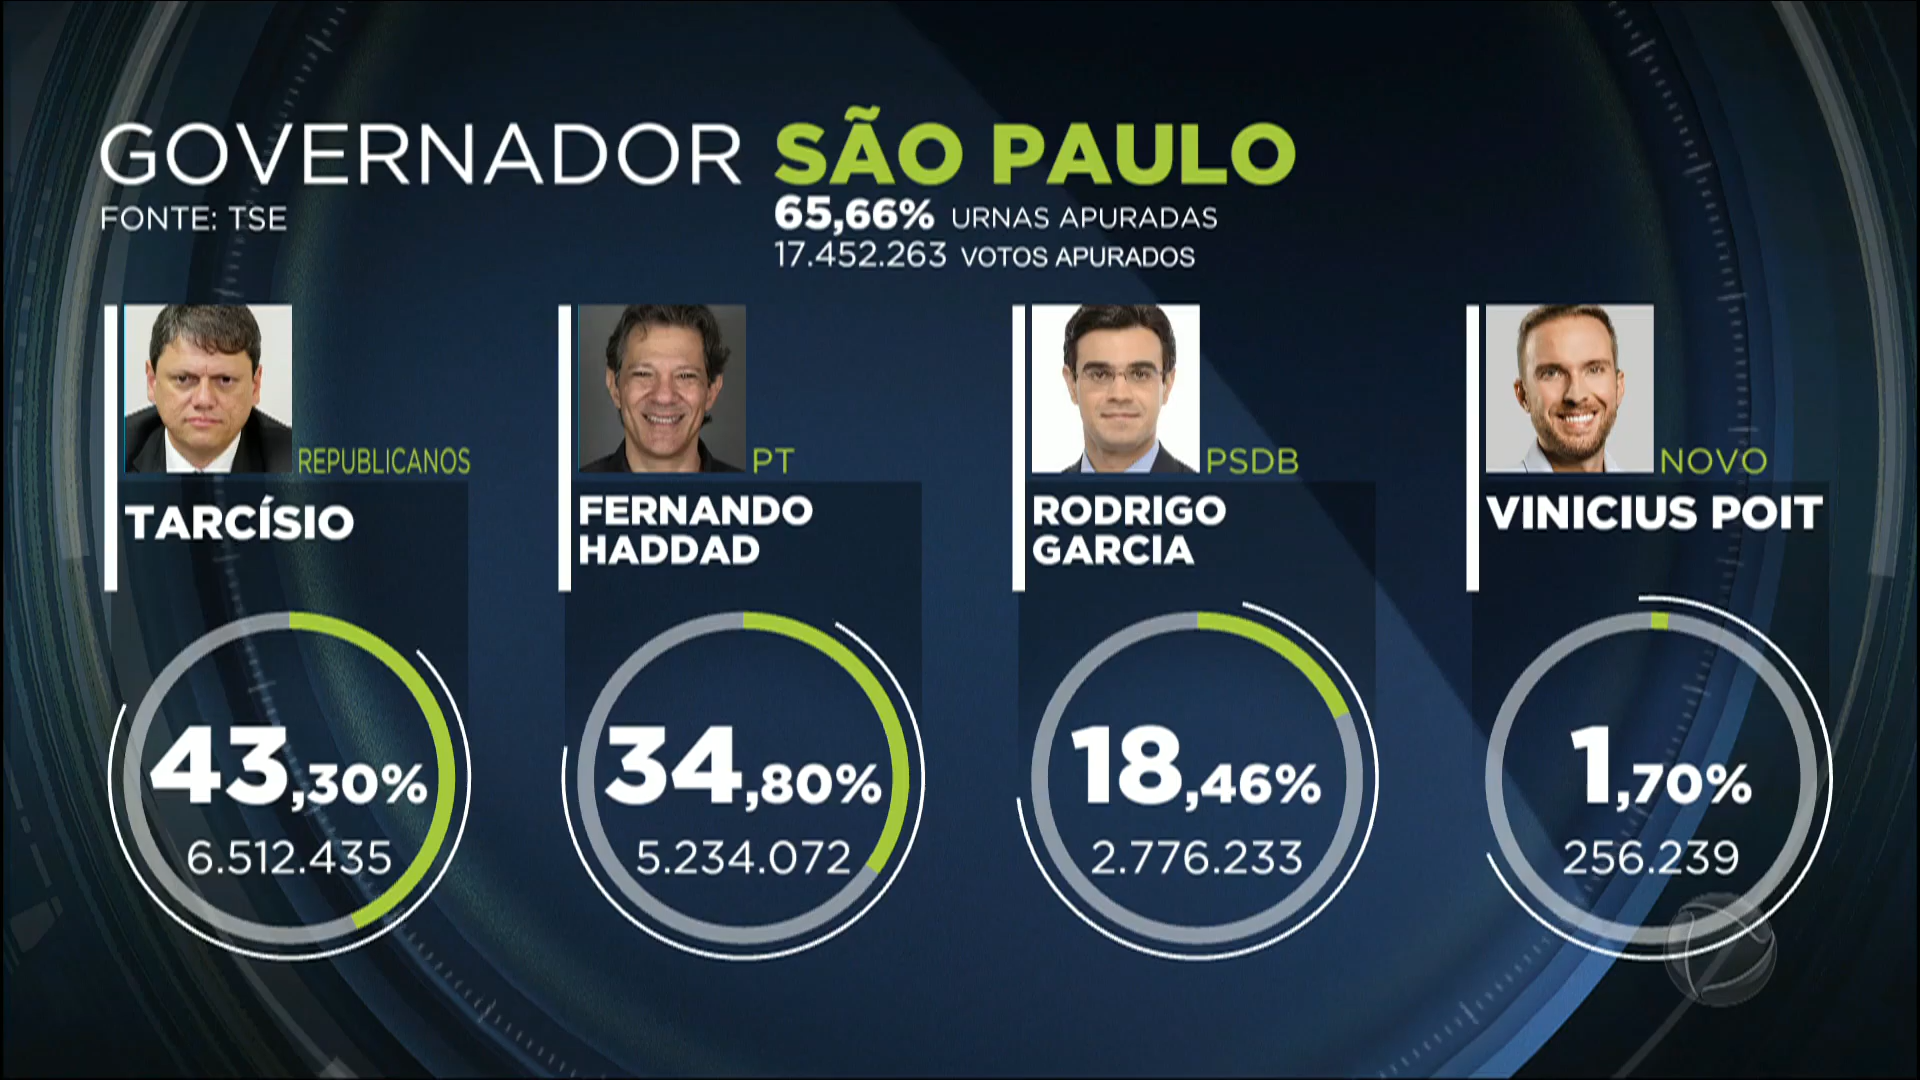 GOVERNADOR SÃO PAULO
FONTE: TSE
65,66% URNAS APURADAS
17.452.263 VOTOS APURADOS
REPUBLICANOS
TARCÍSIO
43,30%
6.512.435
PT
FERNANDO
HADDAD
34,80%
5.234.072
PSDB
RODRIGO
GARCIA
18,46%
2.776.233
NOVO
VINICIUS POIT
1,70%
256.239